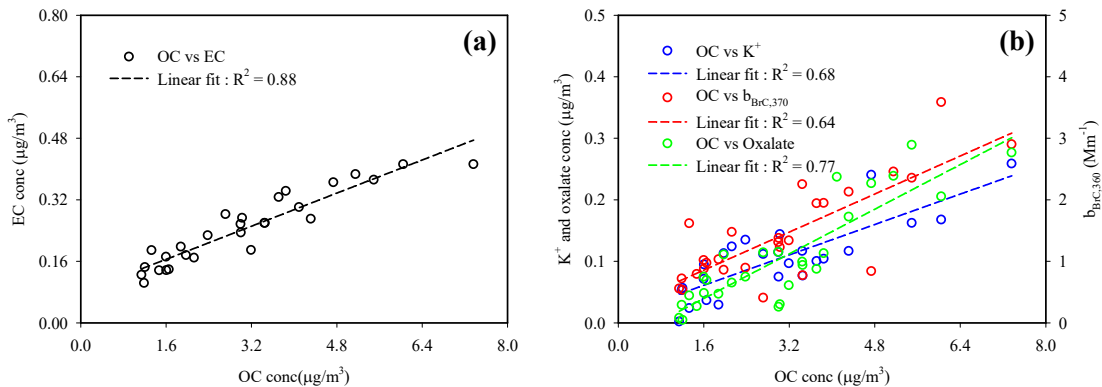 0.80
0.64
0.48
0.32
0.16
0.00
EC conc (μg/m³)
(a)
OC vs EC
Linear fit : R² = 0.88
0.0
1.6
3.2
4.8
6.4
8.0
OC conc(μg/m³)
0.5
0.4
0.3
0.2
0.1
0.0
K⁺ and oxalate conc (μg/m³)
(b)
OC vs K⁺
Linear fit : R² = 0.68
OC vs b_BrC,370
Linear fit : R² = 0.64
OC vs Oxalate
Linear fit : R² = 0.77
5
4
3
2
1
0
b_BrC,360 (Mm⁻¹)
0.0
1.6
3.2
4.8
6.4
8.0
OC conc (μg/m³)